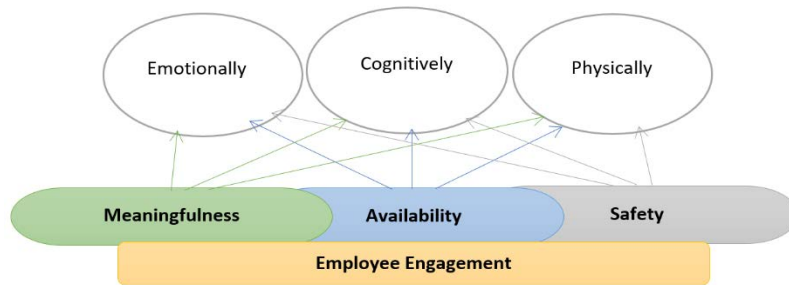 Emotionally
Cognitively
Physically
Meaningfulness
Availability
Safety
Employee Engagement